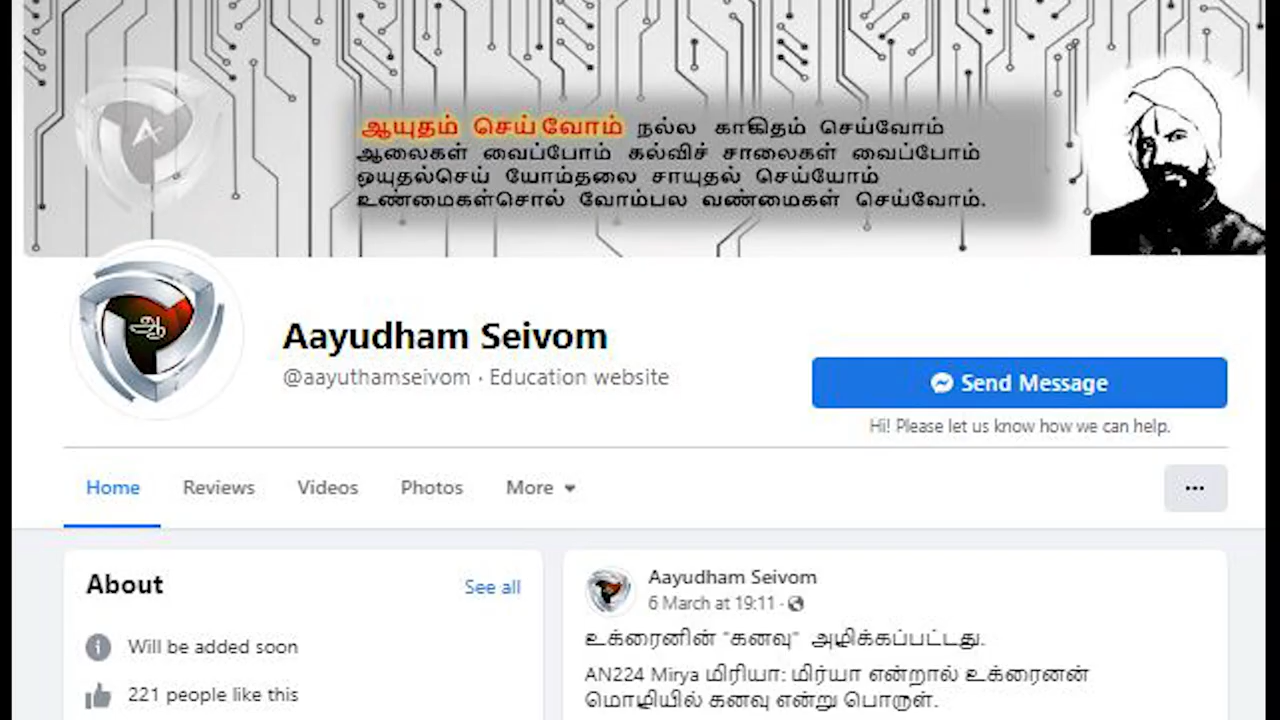 ஆயுதம் செய்வோம் நல்ல காகிதம் செய்வோம்
ஆலைகள் வைப்போம் கல்விச் சாலைகள் வைப்போம்
ஒயுதல்செய் யோம்தலை சாயுதல் செய்யோம்
உண்மைகள்சொல் வோம்பல வண்மைகள் செய்வோம்.
A
ஆ
Aayudham Seivom
@aayuthamseivom · Education website
Send Message
Hi! Please let us know how we can help.
Home Reviews Videos Photos More
About See all
Will be added soon
221 people like this
Aayudham Seivom
6 March at 19:11 ·
உக்ரைனின் "கனவு" அழிக்கப்பட்டது.
AN224 Mirya மிரியா: மிர்யா என்றால் உக்ரைனன்
மொழியில் கனவு என்று பொருள்.